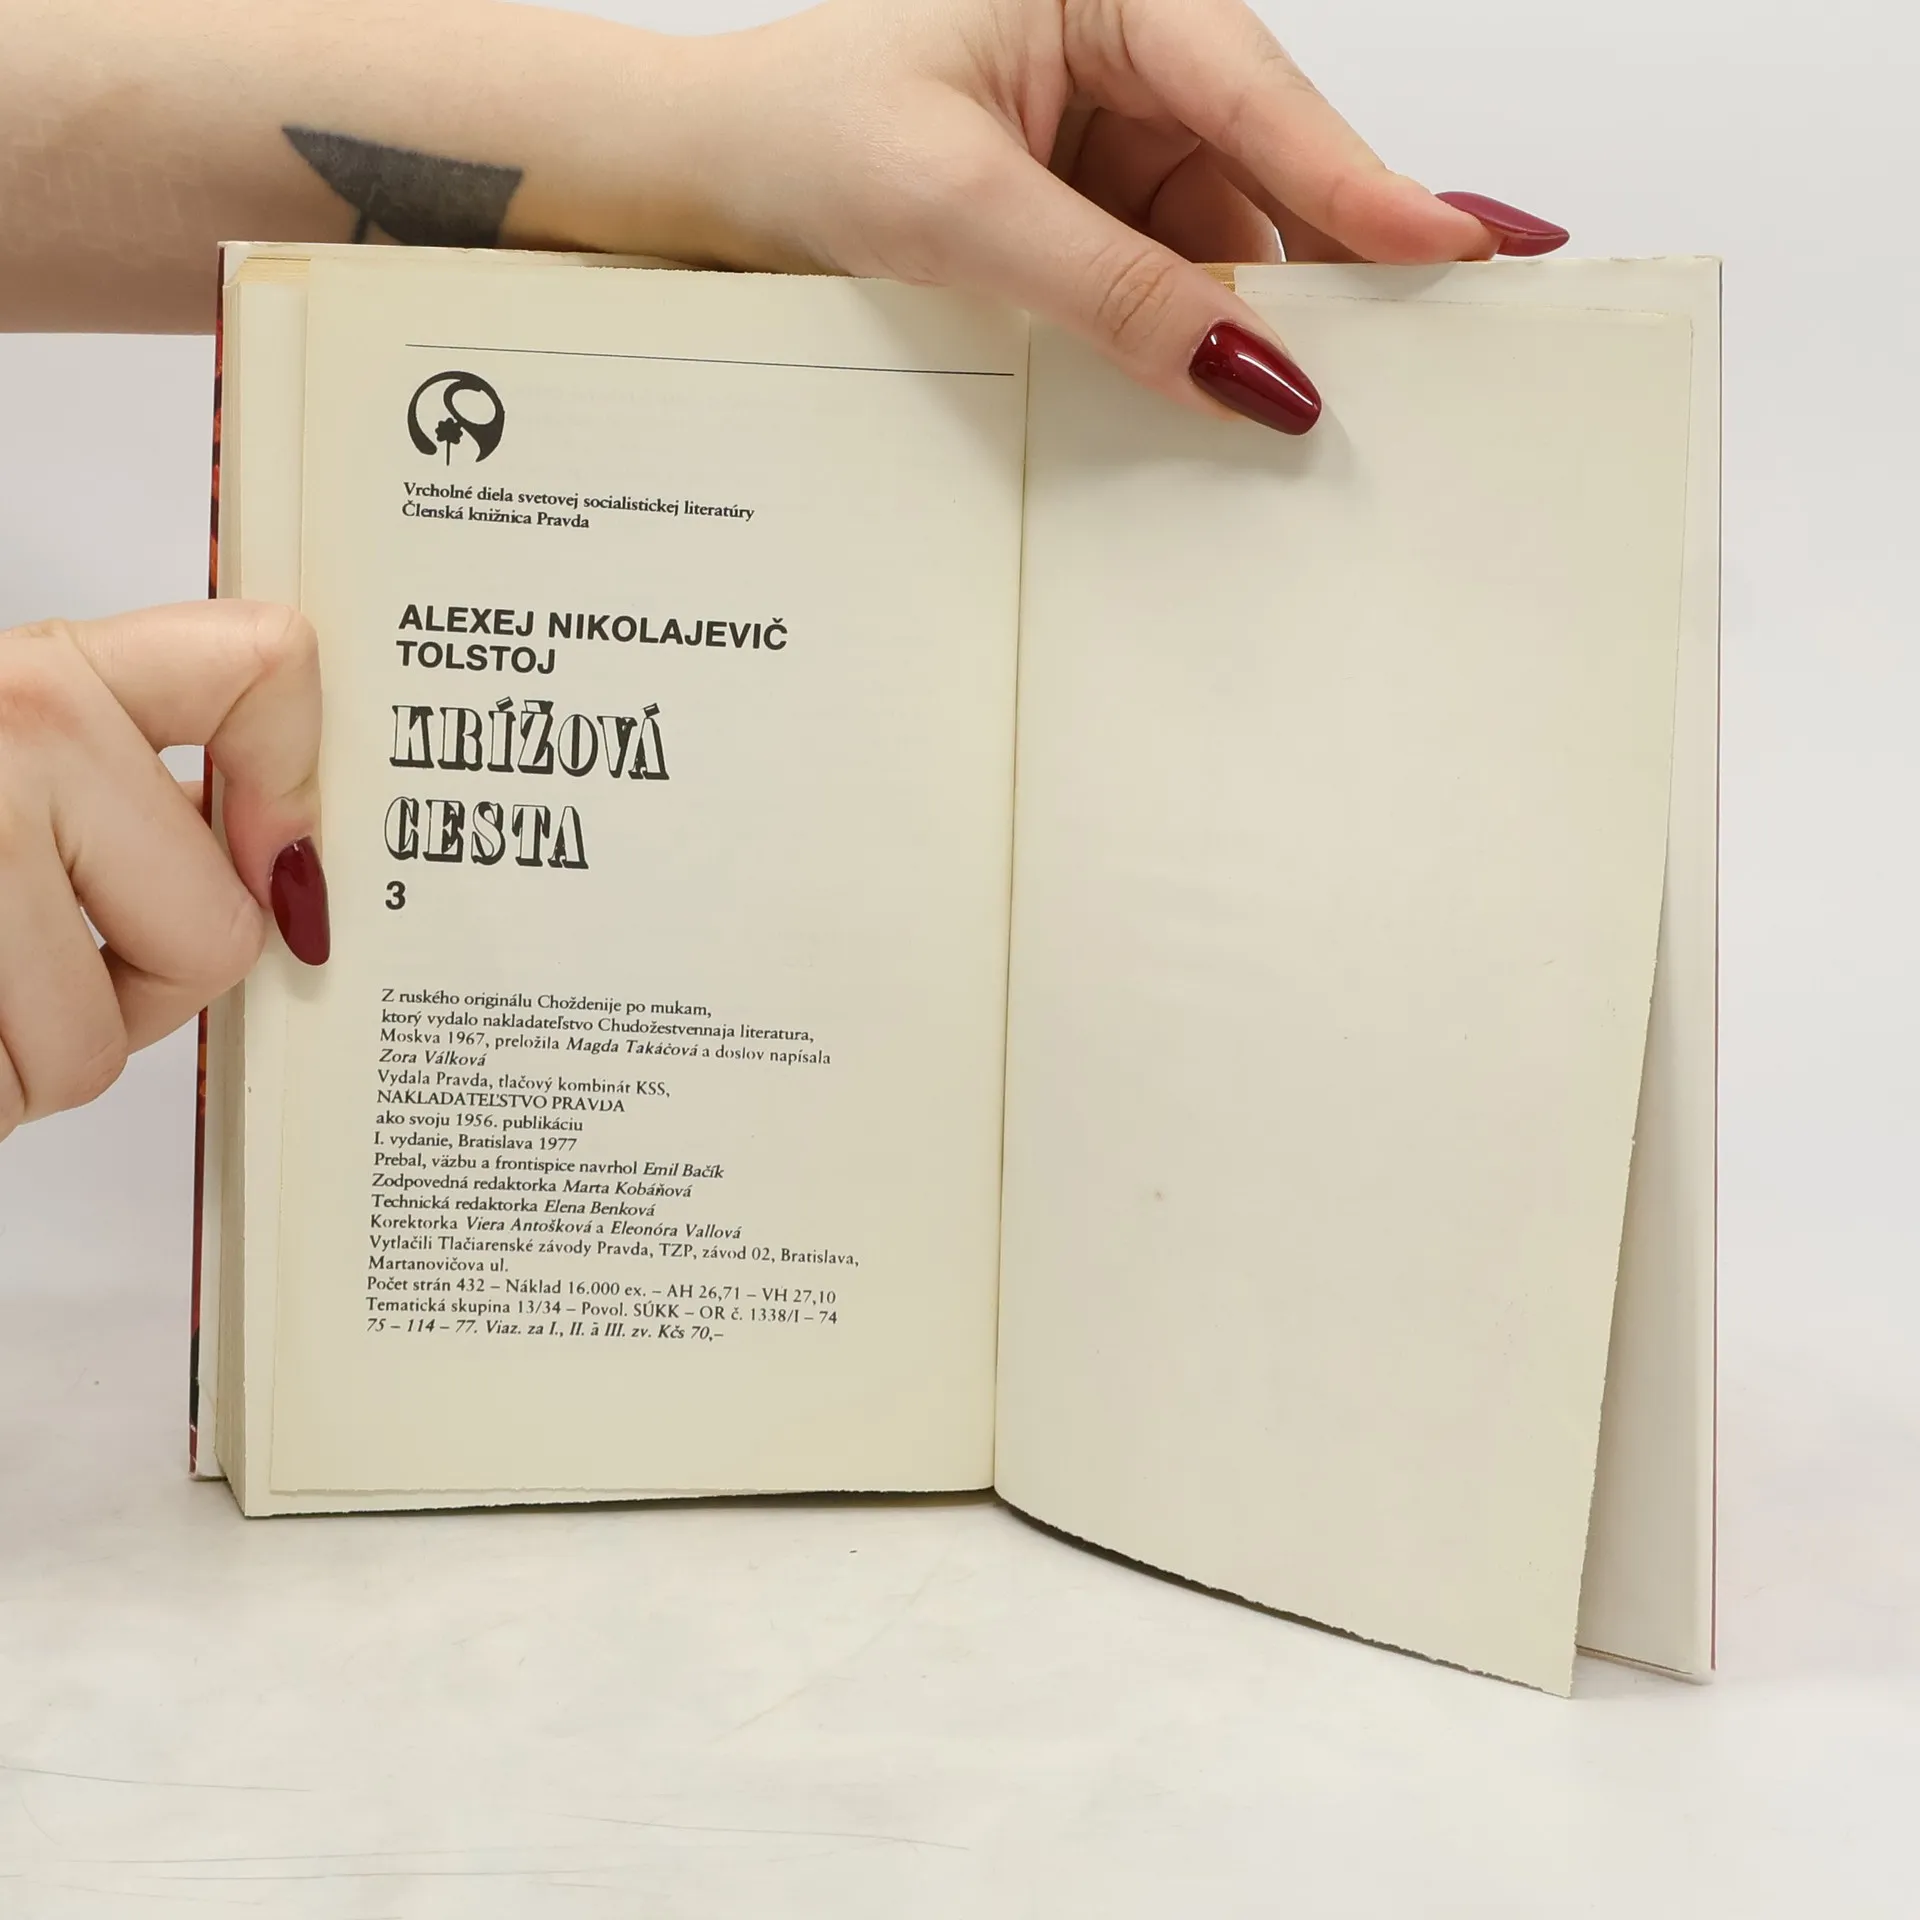 Vrcholné diela svetovej socialistickej literatúry
Členská knižnica Pravda
ALEXEJ NIKOLAJEVIČ
TOLSTOJ
KRÍŽOVÁ
CESTA
3
Z ruského originálu Choždenije po mukam,
ktorý vydalo nakladateľstvo Chudožestvennaja literatura,
Moskva 1967, preložila Magda Takáčová a doslov napísala
Zora Válková
Vydala Pravda, tlačový kombinát KSS,
NAKLADATEĽSTVO PRAVDA
ako svoju 1956. publikáciu
I. vydanie, Bratislava 1977
Prebal, väzbu a frontispice navrhol Emil Bačík
Zodpovedná redaktorka Marta Kobáňová
Technická redaktorka Elena Benková
Korektorka Viera Antošková a Eleonóra Vallová
Vytlačili Tlačiarenské závody Pravda, TZP, závod 02, Bratislava,
Martanovičova ul.
Počet strán 432 – Náklad 16.000 ex. – AH 26,71 – VH 27,10
Tematická skupina 13/34 – Povol. SÚKK – OR č. 1338/I – 74
75 – 114 – 77. Viaz. za I., II. a III. zv. Kčs 70,–